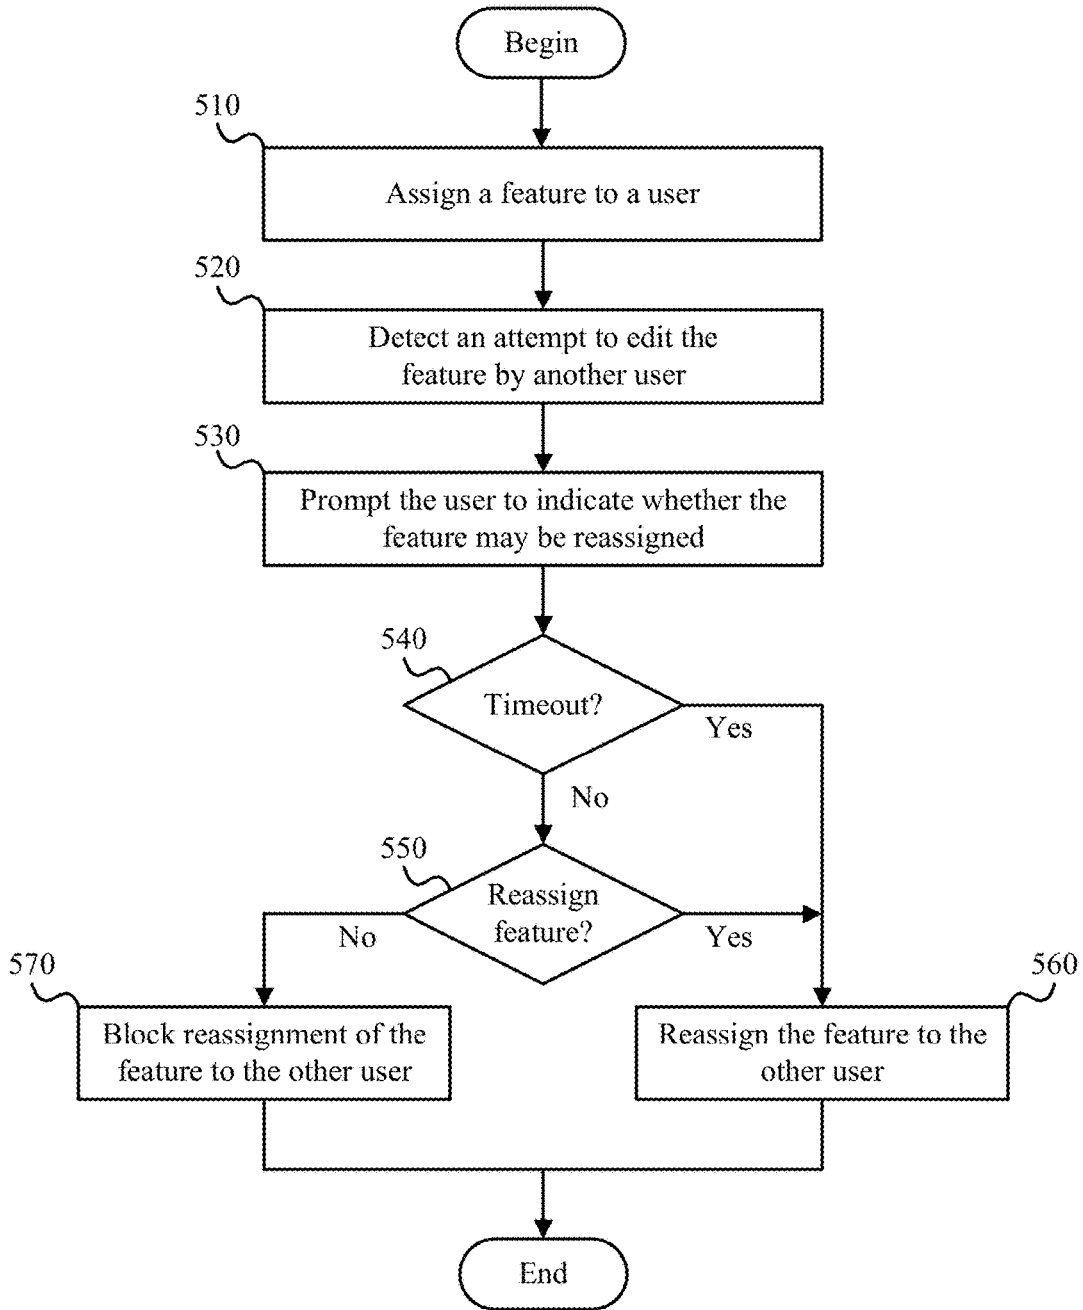 Begin
510
Assign a feature to a user
520
Detect an attempt to edit the
feature by another user
530
Prompt the user to indicate whether the
feature may be reassigned
540
Timeout?
Yes
No
550
Reassign
feature?
No
Yes
570
Block reassignment of the
feature to the other user
560
Reassign the feature to the
other user
End